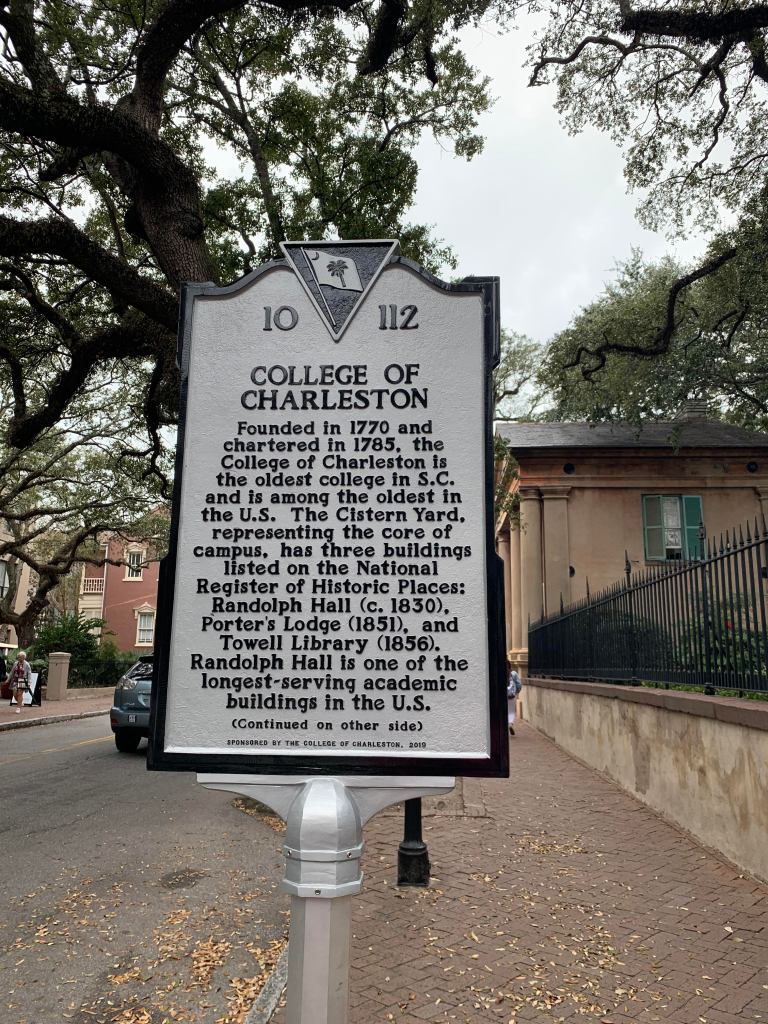 10 112
COLLEGE OF
CHARLESTON
Founded in 1770 and
chartered in 1785, the
College of Charleston is
the oldest college in S.C.
and is among the oldest in
the U.S. The Cistern Yard,
representing the core of
campus, has three buildings
listed on the National
Register of Historic Places:
Randolph Hall (c. 1830),
Porter's Lodge (1851), and
Towell Library (1856).
Randolph Hall is one of the
longest-serving academic
buildings in the U.S.
(Continued on other side)
SPONSORED BY THE COLLEGE OF CHARLESTON, 2019